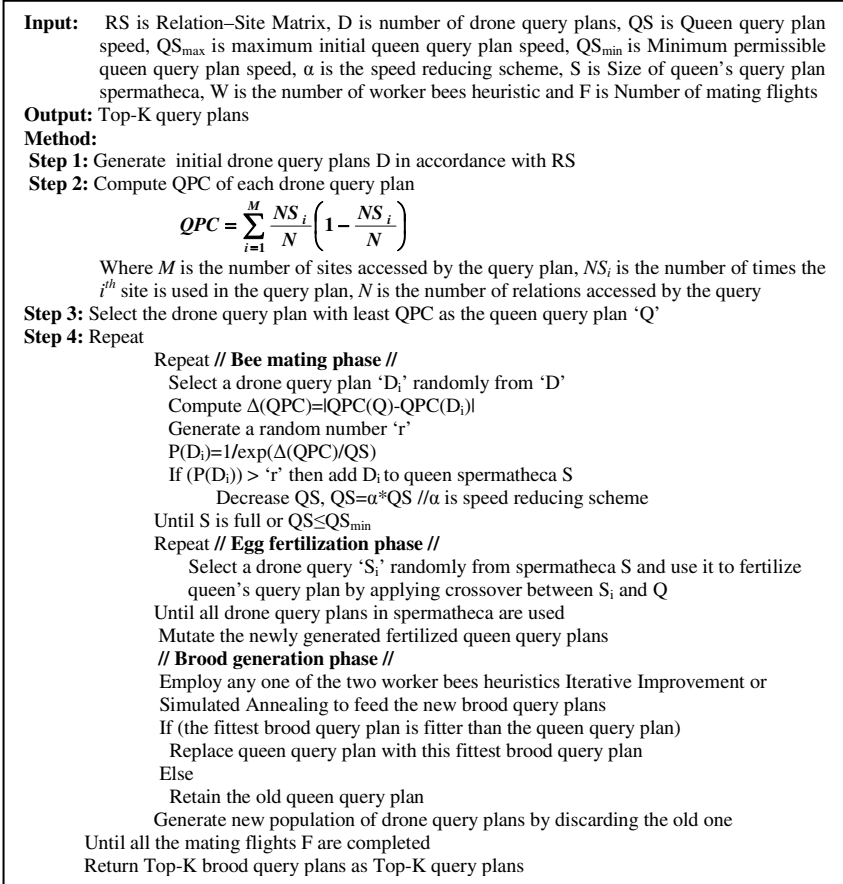 Input: RS is Relation–Site Matrix, D is number of drone query plans, QS is Queen query plan
speed, QSmax is maximum initial queen query plan speed, QSmin is Minimum permissible
queen query plan speed, α is the speed reducing scheme, S is Size of queen's query plan
spermatheca, W is the number of worker bees heuristic and F is Number of mating flights
Output: Top-K query plans
Method:
Step 1: Generate initial drone query plans D in accordance with RS
Step 2: Compute QPC of each drone query plan
QPC = ∑_{i=1}^{M} NS_i/N (1 − NS_i/N)
Where M is the number of sites accessed by the query plan, NSi is the number of times the
ith site is used in the query plan, N is the number of relations accessed by the query
Step 3: Select the drone query plan with least QPC as the queen query plan 'Q'
Step 4: Repeat
Repeat // Bee mating phase //
Select a drone query plan 'Di' randomly from 'D'
Compute Δ(QPC)=|QPC(Q)-QPC(Di)|
Generate a random number 'r'
P(Di)=1/exp(Δ(QPC)/QS)
If (P(Di)) > 'r' then add Di to queen spermatheca S
Decrease QS, QS=α*QS //α is speed reducing scheme
Until S is full or QS≤QSmin
Repeat // Egg fertilization phase //
Select a drone query 'Si' randomly from spermatheca S and use it to fertilize
queen's query plan by applying crossover between Si and Q
Until all drone query plans in spermatheca are used
Mutate the newly generated fertilized queen query plans
// Brood generation phase //
Employ any one of the two worker bees heuristics Iterative Improvement or
Simulated Annealing to feed the new brood query plans
If (the fittest brood query plan is fitter than the queen query plan)
Replace queen query plan with this fittest brood query plan
Else
Retain the old queen query plan
Generate new population of drone query plans by discarding the old one
Until all the mating flights F are completed
Return Top-K brood query plans as Top-K query plans